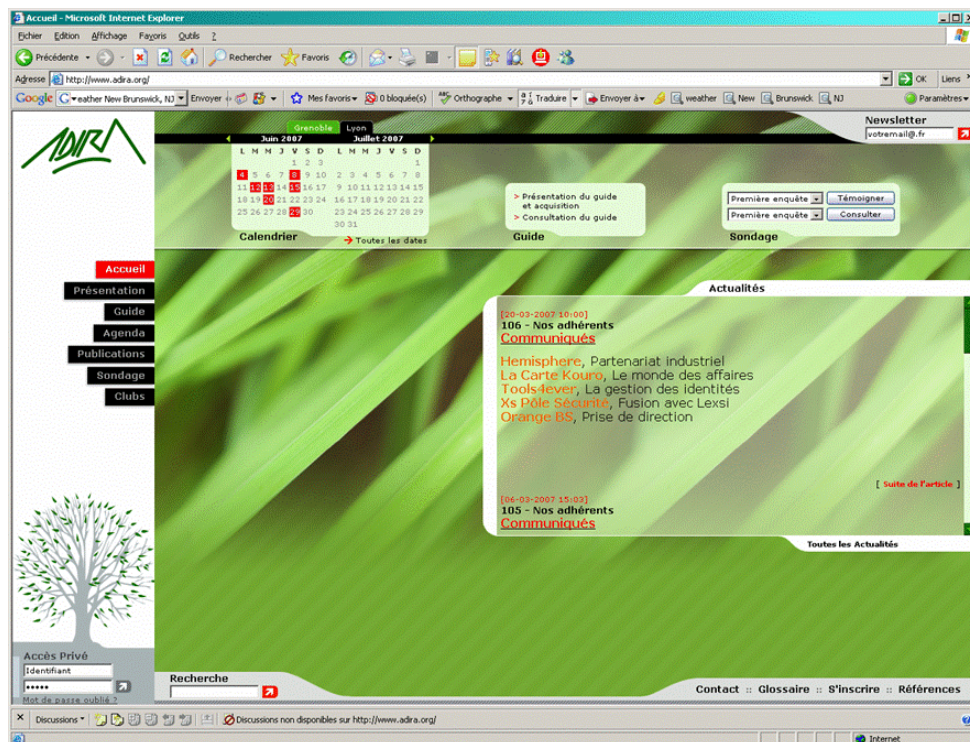 Accueil - Microsoft Internet Explorer
Fichier Edition Affichage Favoris Outils ?
Précédente Rechercher Favoris
Adresse http://www.adira.org/ OK Liens
Google eather New Brunswick, NJ Envoyer Mes favoris 0 bloquée(s) Orthographe Traduire Envoyer à weather New Brunswick NJ Paramètres
ADIRA
Grenoble Lyon
Newsletter
votremail@.fr
Juin 2007 Juillet 2007
L M M J V S D L M M J V S D
1 2 3 1
4 5 6 7 8 9 10 2 3 4 5 6 7 8
11 12 13 14 15 16 17 9 10 11 12 13 14 15
18 19 20 21 22 23 24 16 17 18 19 20 21 22
25 26 27 28 29 30 23 24 25 26 27 28 29
30 31
Calendrier
Toutes les dates
> Présentation du guide
et acquisition
> Consultation du guide
Guide
Première enquête Témoigner
Première enquête Consulter
Sondage
Accueil
Présentation
Guide
Agenda
Publications
Sondage
Clubs
Actualités
[20-03-2007 10:00]
106 - Nos adhérents
Communiqués
Hemisphere, Partenariat industriel
La Carte Kouro, Le monde des affaires
Tools4ever, La gestion des identités
Xs Pôle Sécurité, Fusion avec Lexsi
Orange BS, Prise de direction
[ Suite de l'article ]
[06-03-2007 15:03]
105 - Nos adhérents
Communiqués
Toutes les Actualités
Accès Privé
Identifiant
•••••
Mot de passe oublié ?
Recherche
Contact :: Glossaire :: S'inscrire :: Références
Discussions Discussions non disponibles sur http://www.adira.org/
Internet